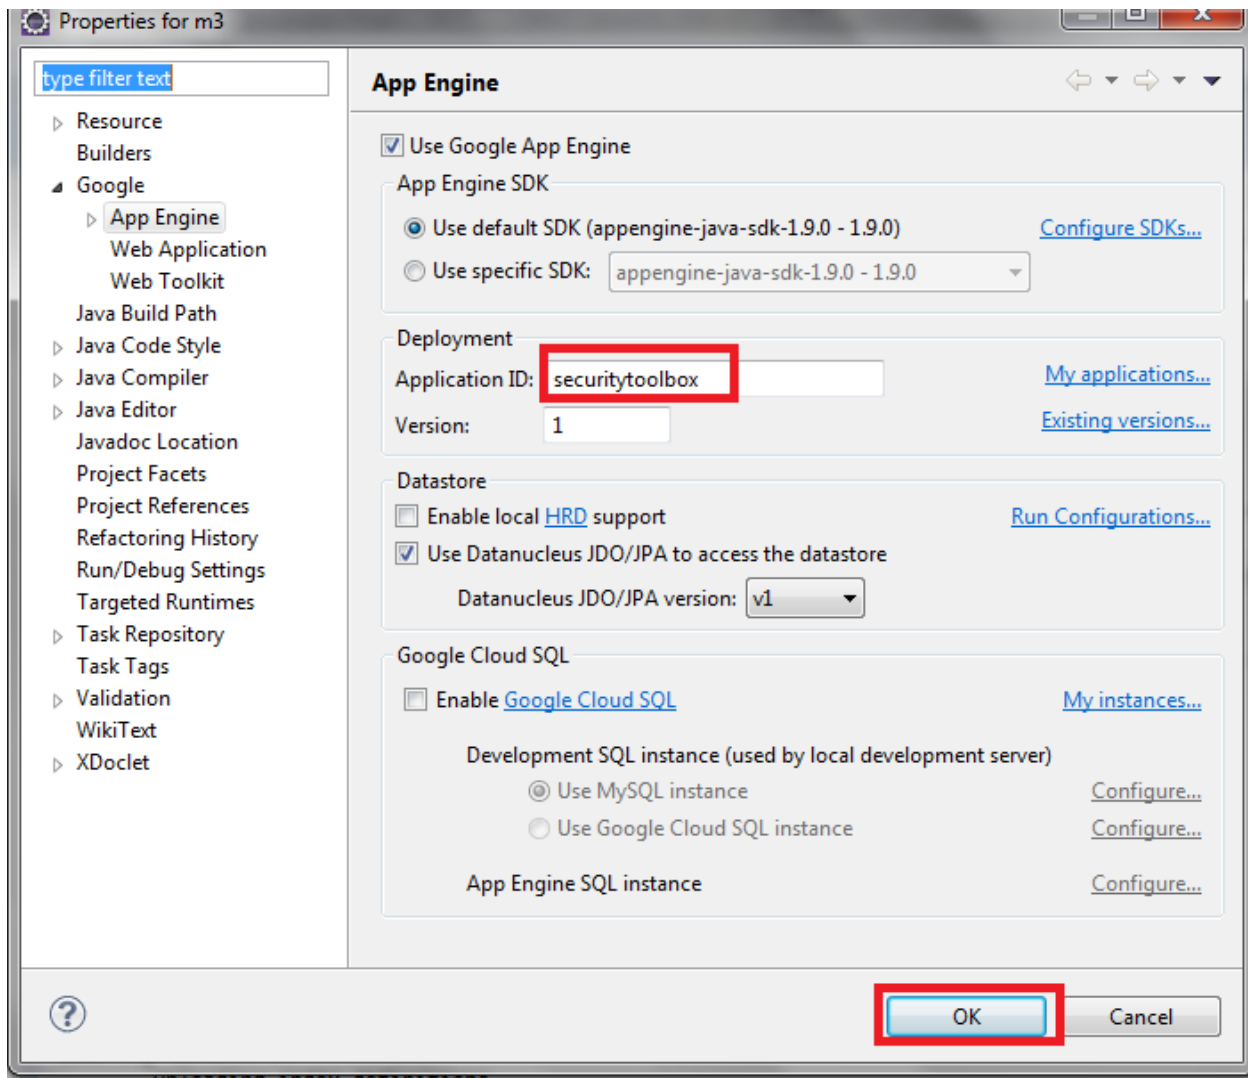 Properties for m3
type filter text
Resource
Builders
Google
App Engine
Web Application
Web Toolkit
Java Build Path
Java Code Style
Java Compiler
Java Editor
Javadoc Location
Project Facets
Project References
Refactoring History
Run/Debug Settings
Targeted Runtimes
Task Repository
Task Tags
Validation
WikiText
XDoclet
App Engine
Use Google App Engine
App Engine SDK
Use default SDK (appengine-java-sdk-1.9.0 - 1.9.0) Configure SDKs...
Use specific SDK: appengine-java-sdk-1.9.0 - 1.9.0
Deployment
Application ID: securitytoolbox My applications...
Version: 1 Existing versions...
Datastore
Enable local HRD support Run Configurations...
Use Datanucleus JDO/JPA to access the datastore
Datanucleus JDO/JPA version: v1
Google Cloud SQL
Enable Google Cloud SQL My instances...
Development SQL instance (used by local development server)
Use MySQL instance Configure...
Use Google Cloud SQL instance Configure...
App Engine SQL instance Configure...
? OK Cancel